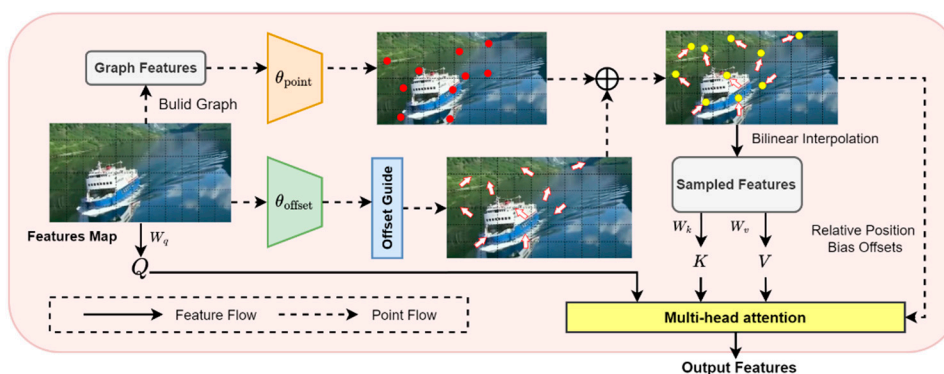 Graph Features
θpoint
Bulid Graph
Bilinear Interpolation
Sampled Features
θoffset
Offset Guide
Features Map
Wq
Wk
Wv
Relative Position
Bias Offsets
Q
K
V
Feature Flow
Point Flow
Multi-head attention
Output Features